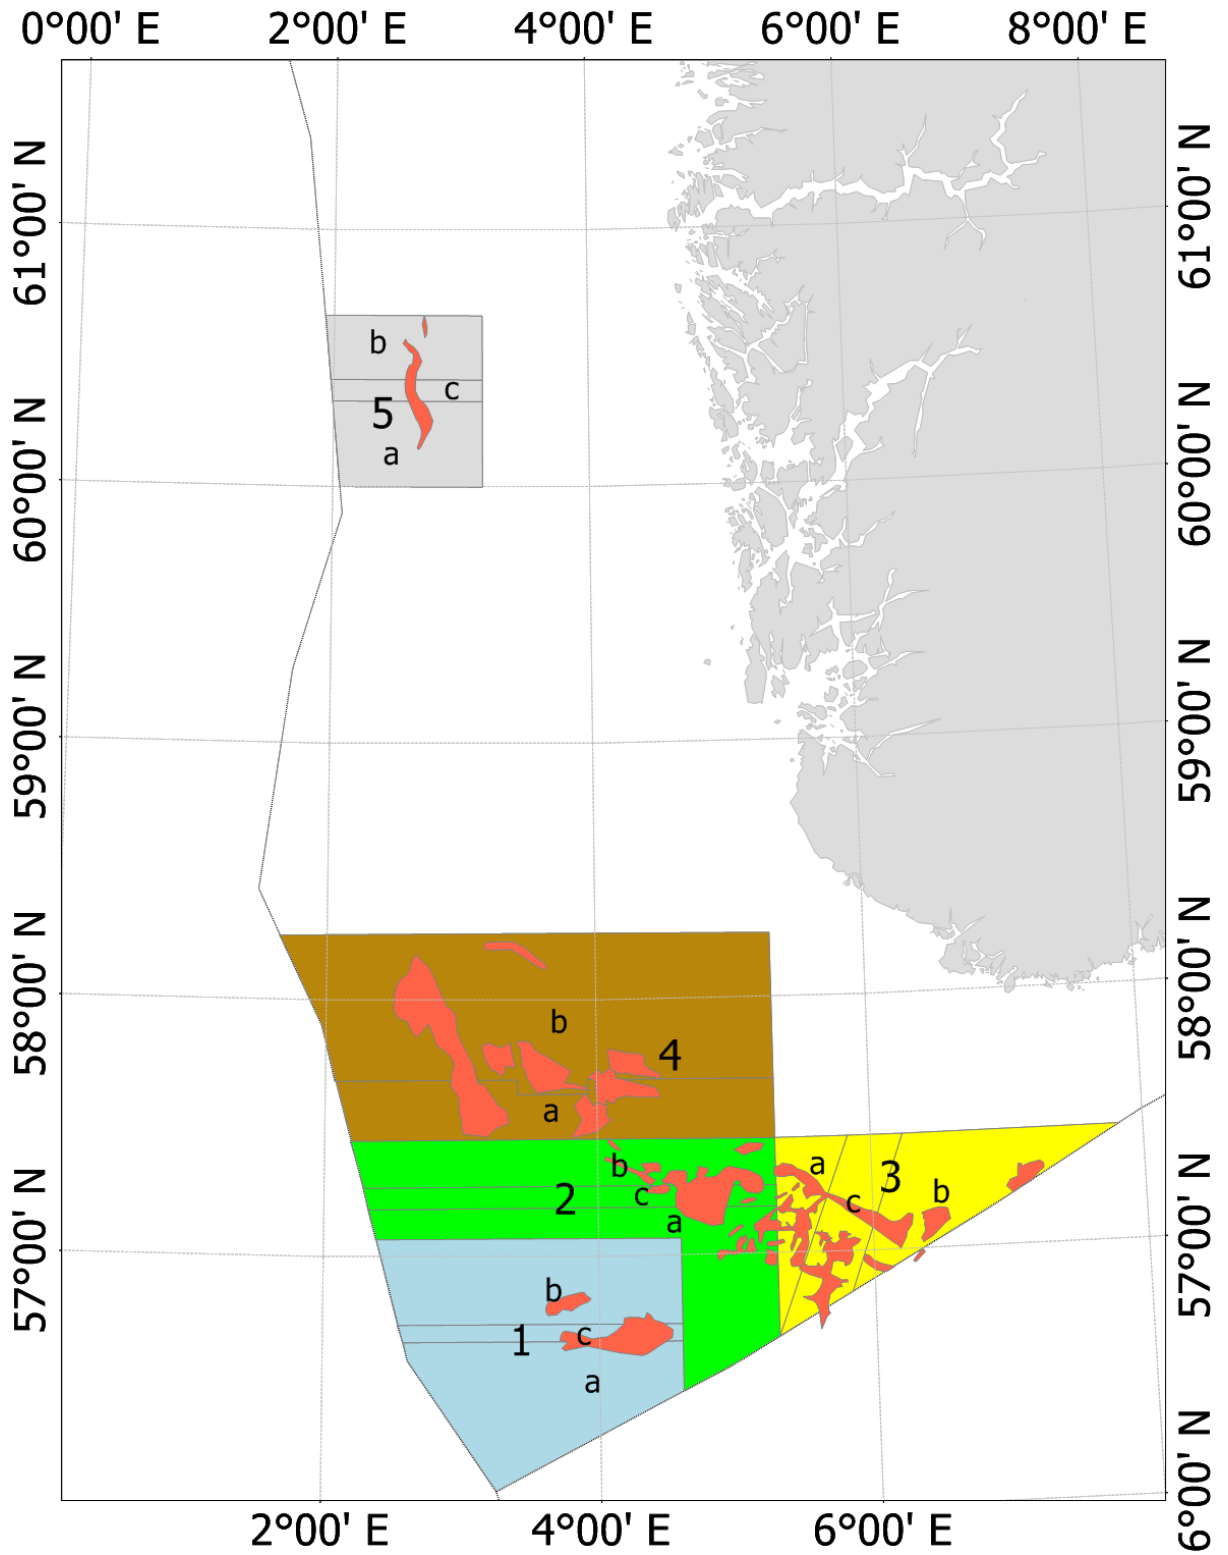 0°00' E 2°00' E 4°00' E 6°00' E 8°00' E
61°00' N 61°00' N
b
c
5
a
60°00' N 60°00' N
59°00' N 59°00' N
58°00' N 58°00' N
b
4
a
b a 3
2 c c b
a
57°00' N 57°00' N
b
1 c
a
6°00' N
2°00' E 4°00' E 6°00' E